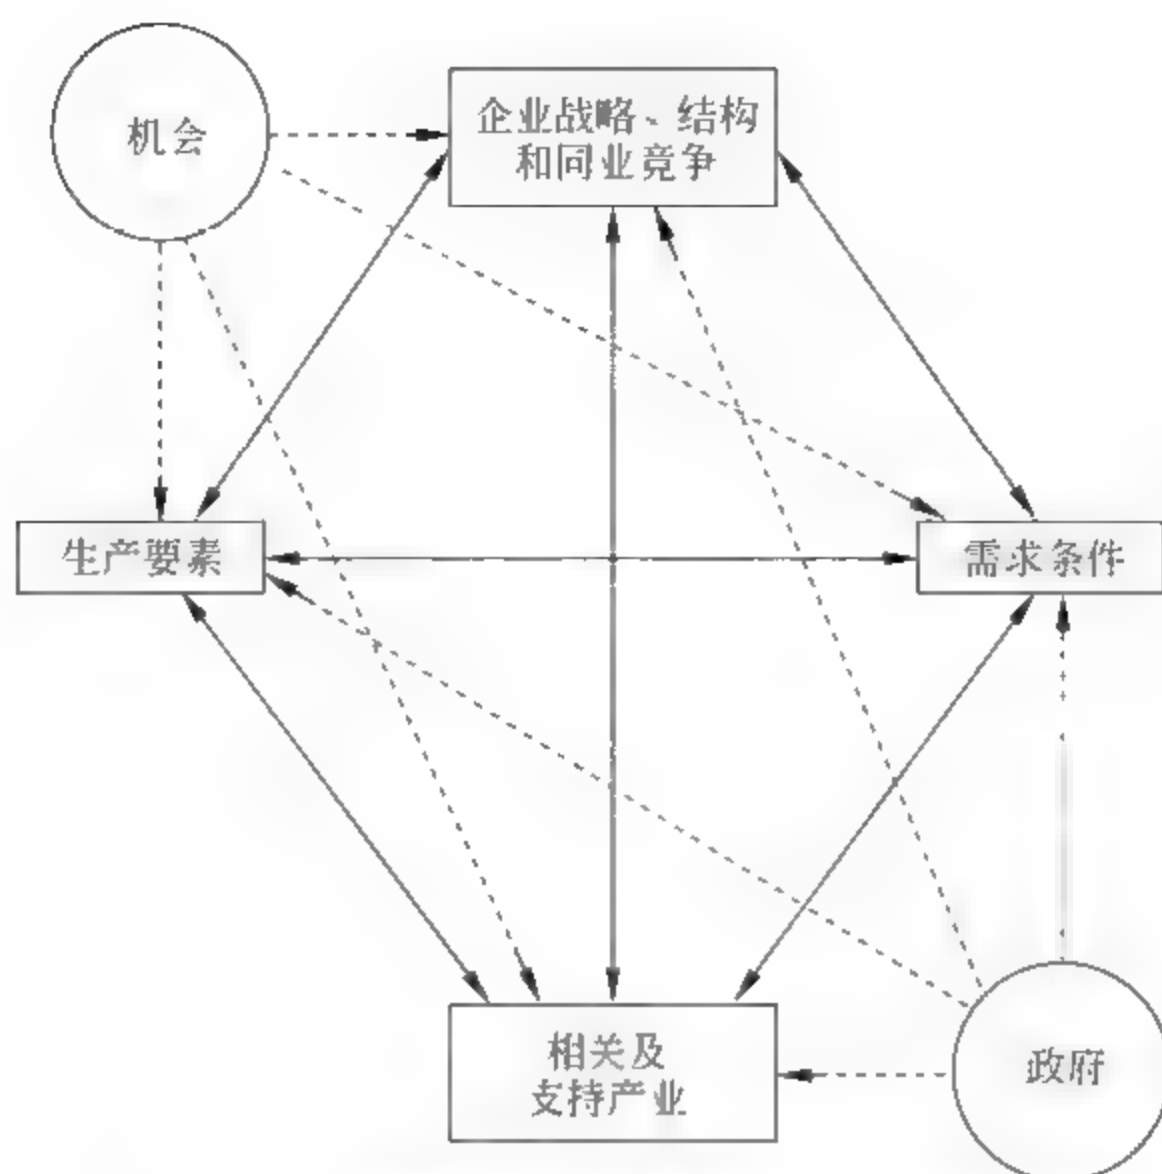 机会
企业战略、结构
和同业竞争
生产要素
需求条件
相关及
支持产业
政府